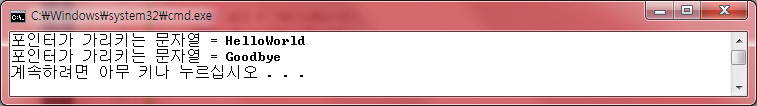 C:₩Windows₩system32₩cmd.exe
포인터가 가리키는 문자열 = HelloWorld
포인터가 가리키는 문자열 = Goodbye
계속하려면 아무 키나 누르십시오 . . .